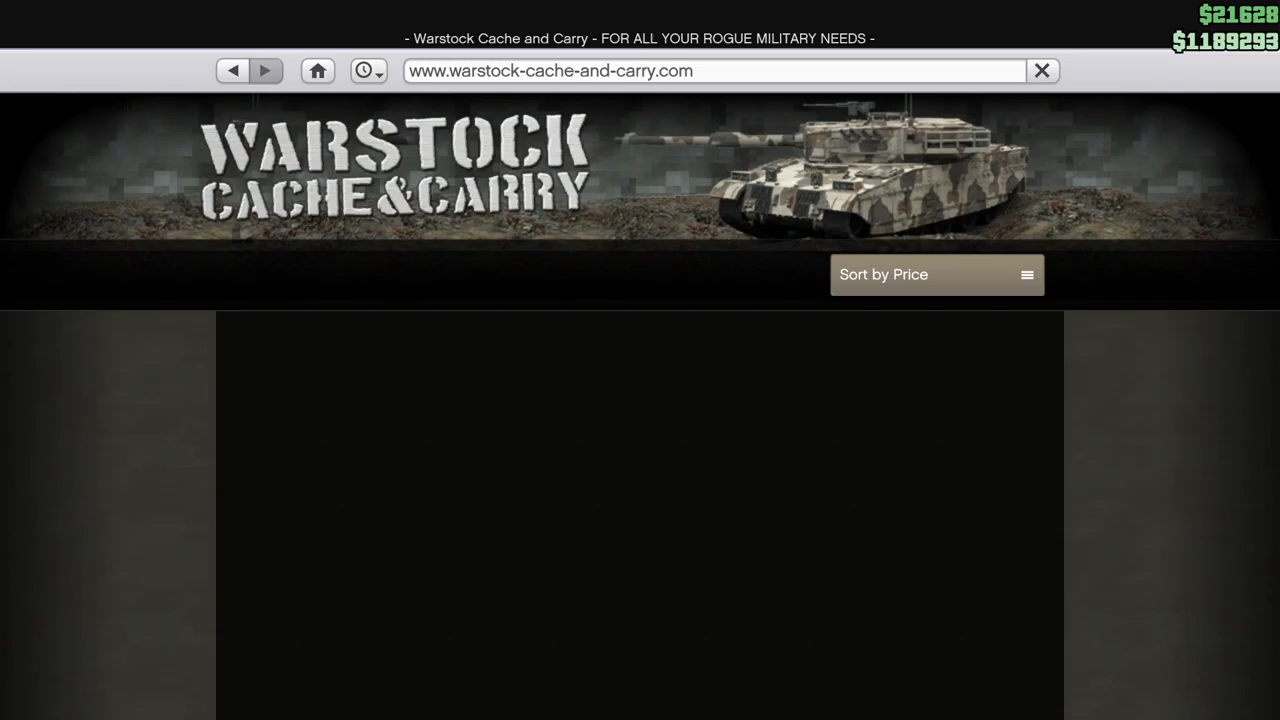 $21628
- Warstock Cache and Carry - FOR ALL YOUR ROGUE MILITARY NEEDS -
$1189293
www.warstock-cache-and-carry.com
WARSTOCK
CACHE&CARRY
Sort by Price